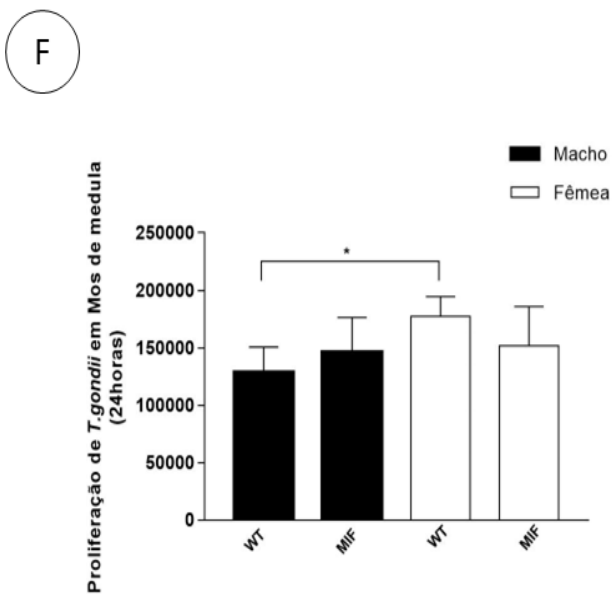 F
Macho
Fêmea
Proliferação de T.gondii em Mos de medula
(24horas)
250000
200000
150000
100000
50000
0
*
WT
MIF
WT
MIF